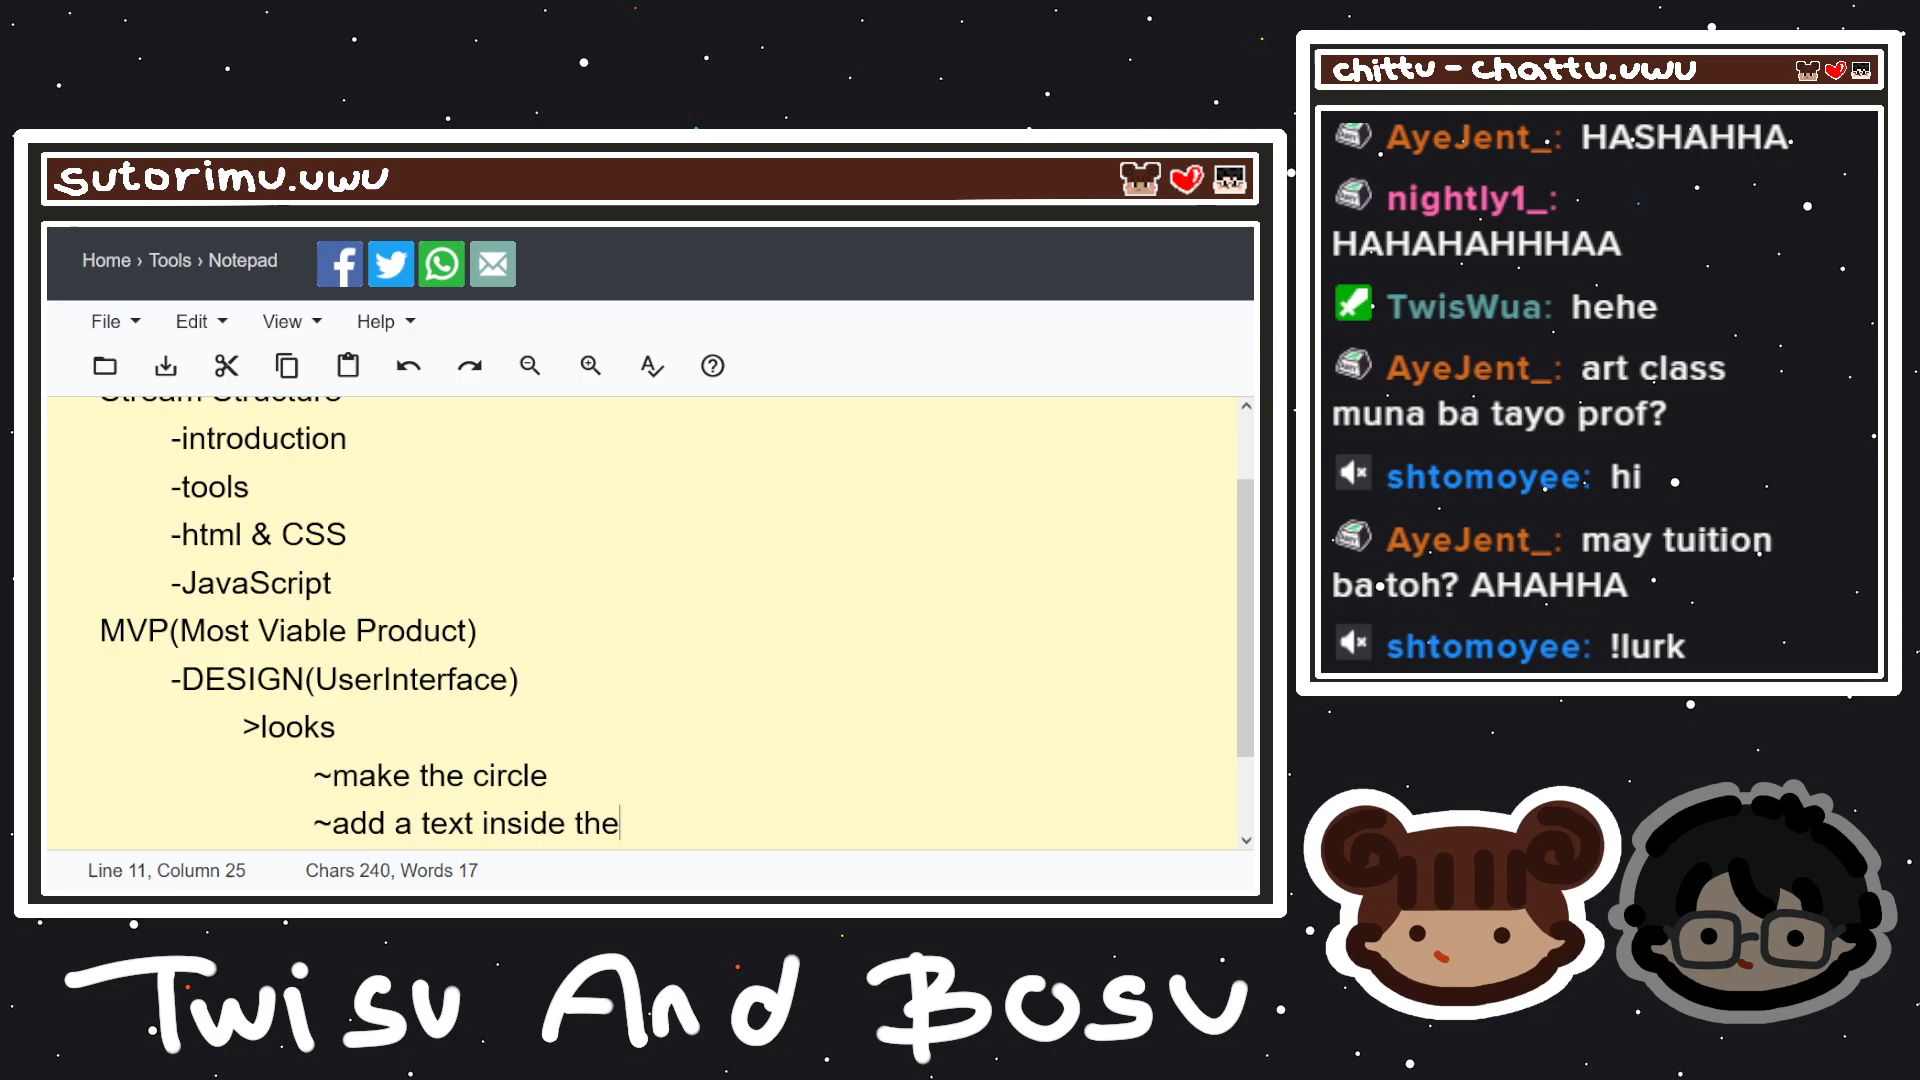 sutorimu.uwu
Home › Tools › Notepad
File Edit View Help
Stream Structure
-introduction
-tools
-html & CSS
-JavaScript
MVP(Most Viable Product)
-DESIGN(UserInterface)
>looks
~make the circle
~add a text inside the
Line 11, Column 25 Chars 240, Words 17
chittu - chattu.uwu
AyeJent_: HASHAHHA
nightly1_:
HAHAHAHHHAA
TwisWua: hehe
AyeJent_: art class
muna ba tayo prof?
shtomoyee: hi
AyeJent_: may tuition
ba toh? AHAHHA
shtomoyee: !lurk
Twisu And Bosu